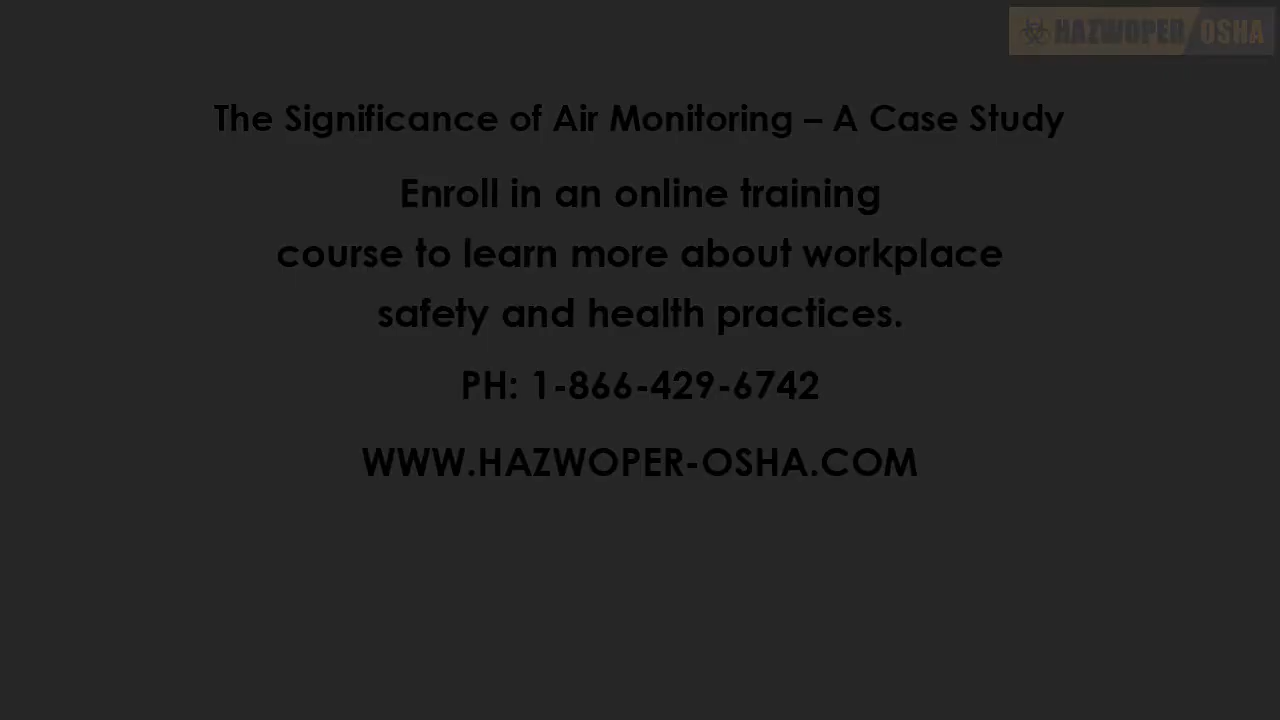 HAZWOPER OSHA
The Significance of Air Monitoring – A Case Study
Enroll in an online training
course to learn more about workplace
safety and health practices.
PH: 1-866-429-6742
WWW.HAZWOPER-OSHA.COM